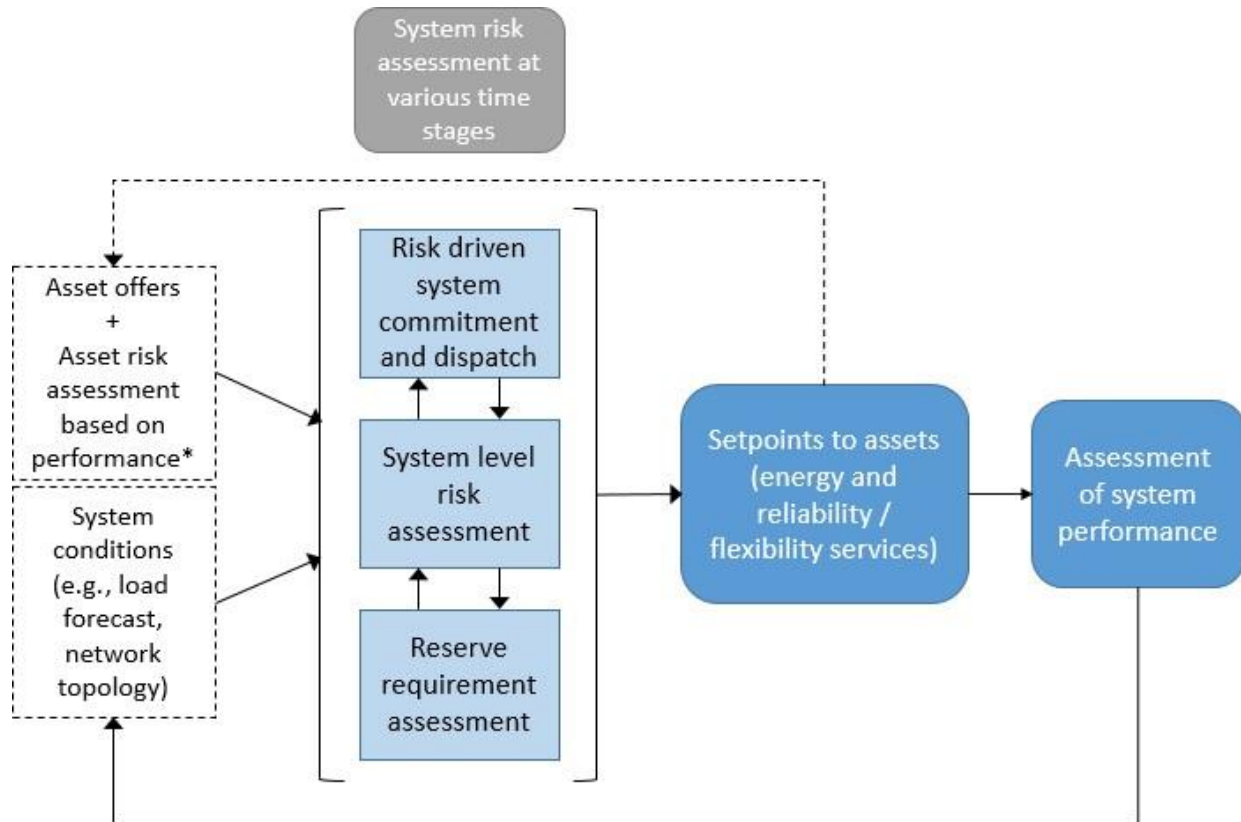 System risk
assessment at
various time
stages
Asset offers
+
Asset risk
assessment
based on
performance*
System
conditions
(e.g., load
forecast,
network
topology)
Risk driven
system
commitment
and dispatch
System level
risk
assessment
Reserve
requirement
assessment
Setpoints to assets
(energy and
reliability /
flexibility services)
Assessment
of system
performance